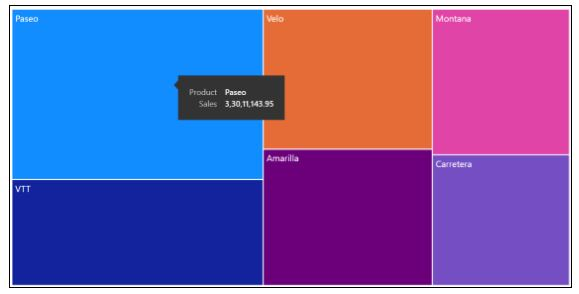 Paseo
Velo
Montana
Product Paseo
Sales 3,30,11,143.95
Amarilla
Carretera
VTT